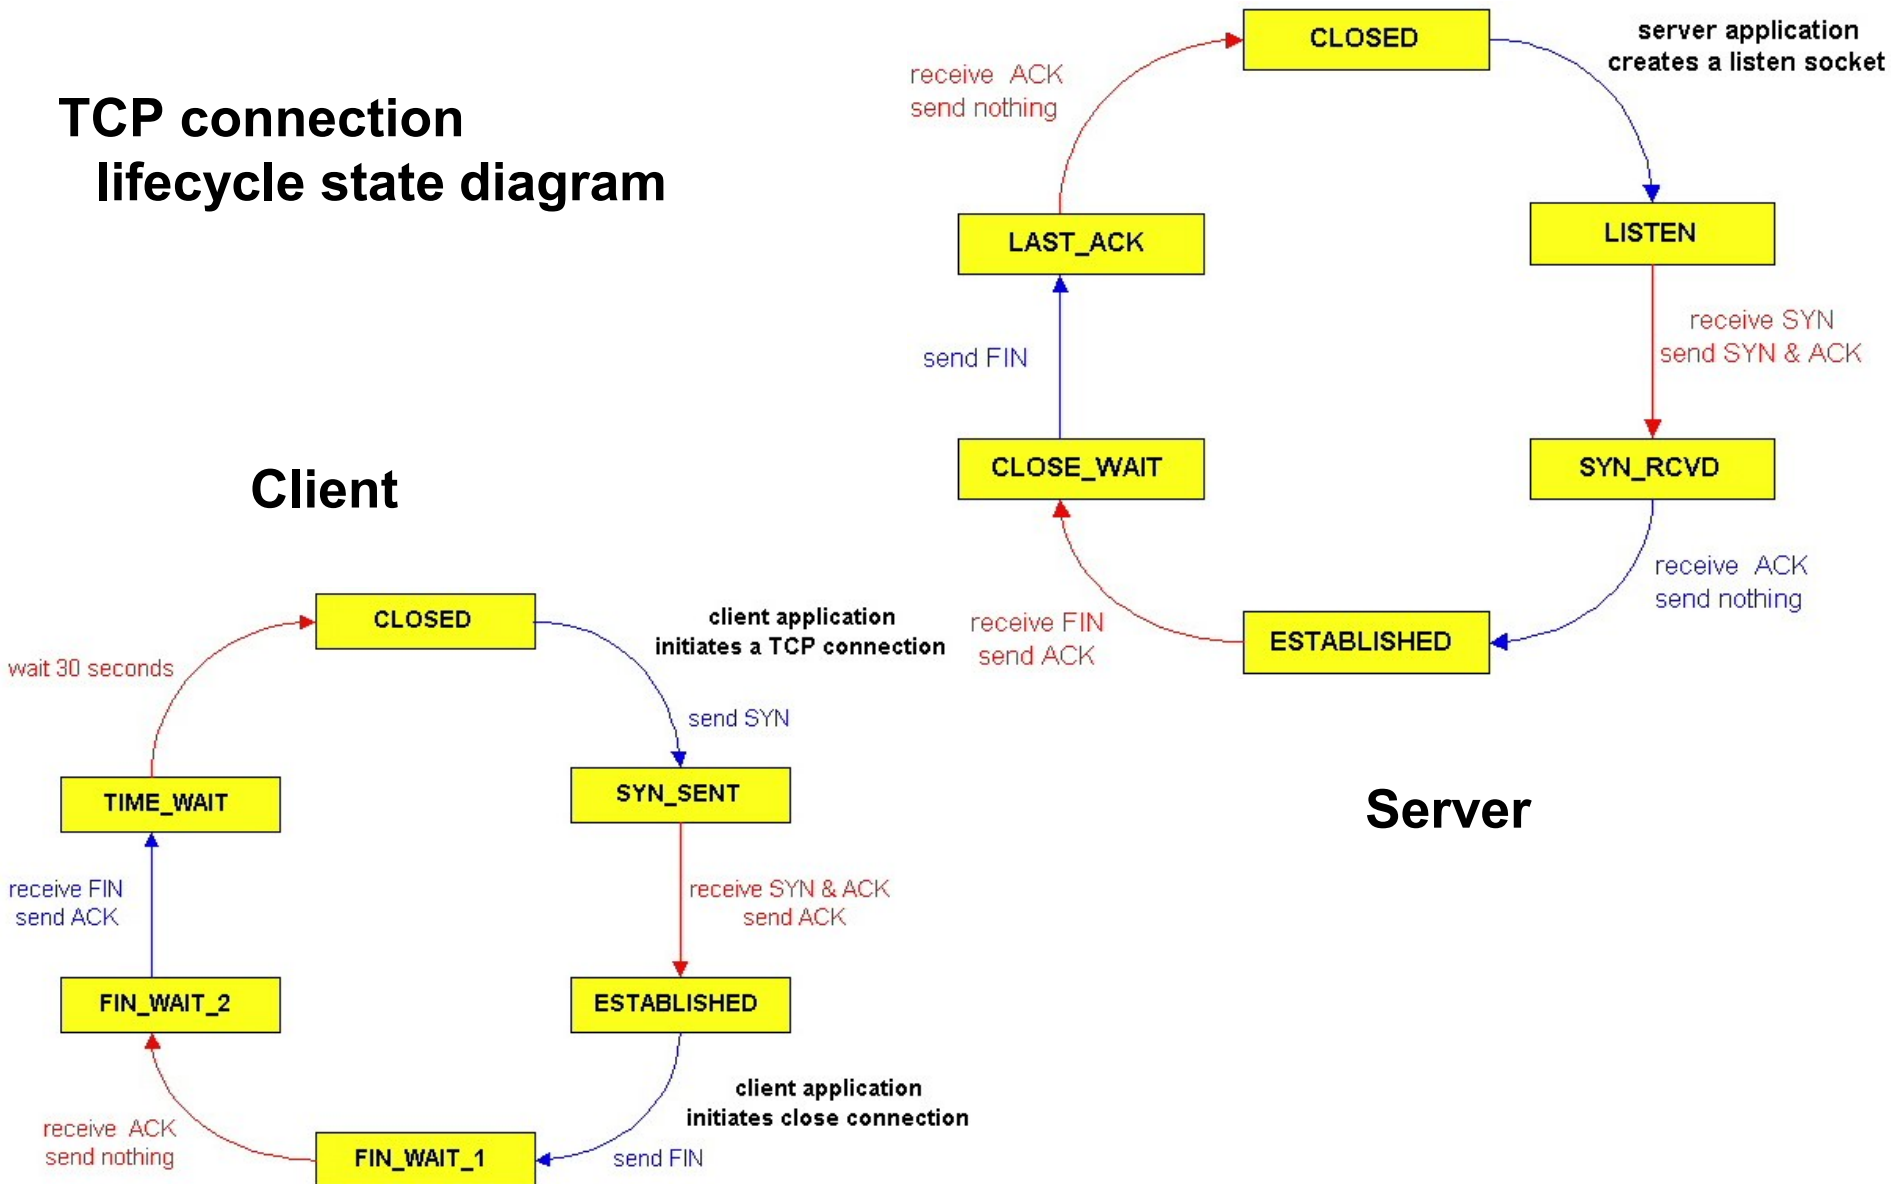 TCP connection
lifecycle state diagram
CLOSED
server application
creates a listen socket
receive ACK
send nothing
LAST_ACK
LISTEN
receive SYN
send SYN & ACK
send FIN
CLOSE_WAIT
SYN_RCVD
receive ACK
send nothing
receive FIN
send ACK
ESTABLISHED
Server
Client
CLOSED
client application
initiates a TCP connection
wait 30 seconds
send SYN
TIME_WAIT
SYN_SENT
receive FIN
send ACK
receive SYN & ACK
send ACK
FIN_WAIT_2
ESTABLISHED
client application
initiates close connection
receive ACK
send nothing
FIN_WAIT_1
send FIN